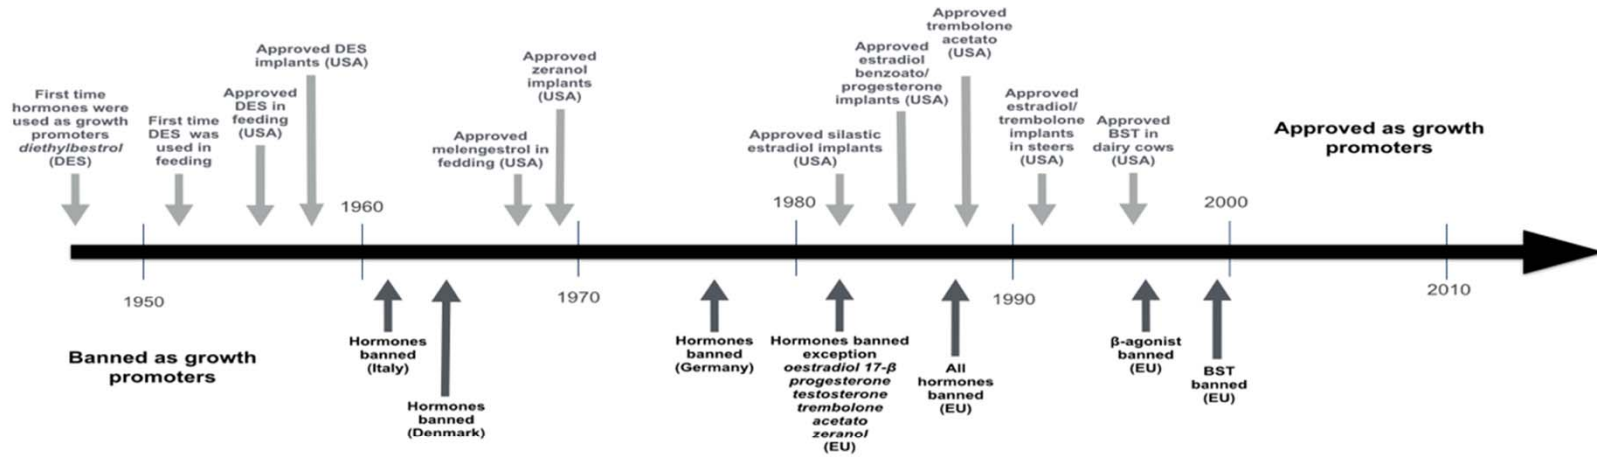 First time
hormones were
used as growth
promoters
diethylbestrol
(DES)
First time
DES was
used in
feeding
Approved
DES in
feeding
(USA)
Approved DES
implants (USA)
Approved
melengestrol in
fedding (USA)
Approved
zeranol
implants
(USA)
Approved silastic
estradiol implants
(USA)
Approved
estradiol
benzoato/
progesterone
implants (USA)
Approved
trembolone
acetato
(USA)
Approved
estradiol/
trembolone
implants
in steers
(USA)
Approved
BST in
dairy cows
(USA)
Approved as growth
promoters
1950
1960
1970
1980
1990
2000
2010
Banned as growth
promoters
Hormones
banned
(Italy)
Hormones
banned
(Denmark)
Hormones
banned
(Germany)
Hormones banned
exception
oestradiol 17-β
progesterone
testosterone
trembolone
acetato
zeranol
(EU)
All
hormones
banned
(EU)
β-agonist
banned
(EU)
BST
banned
(EU)